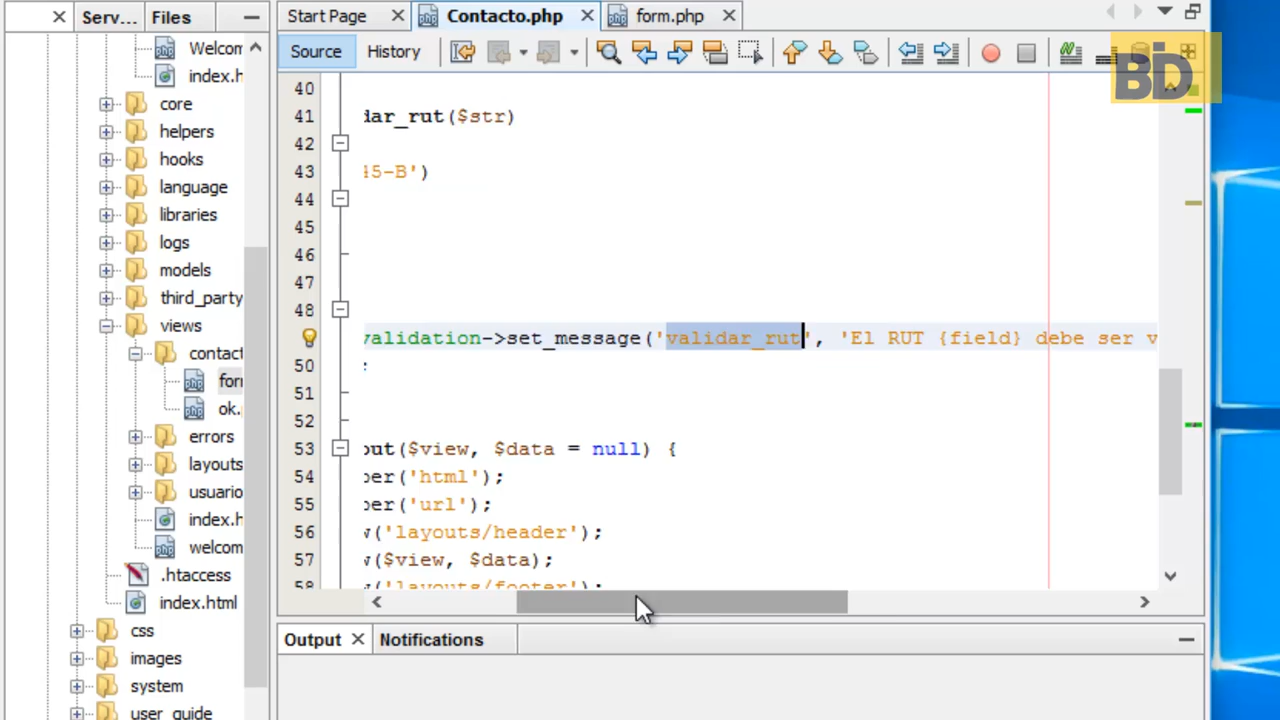 Serv... Files
Start Page Contacto.php form.php
Source History
BD
Welcom
index.h
core
helpers
hooks
language
libraries
logs
models
third_party
views
contact
for
ok.
errors
layouts
usuario
index.h
welcom
.htaccess
index.html
css
images
system
user_guide
40
41 dar_rut($str)
42
43 45-B')
44
45
46
47
48
validation->set_message('validar_rut', 'El RUT {field} debe ser v
50 ;
51
52
53 out($view, $data = null) {
54 per('html');
55 per('url');
56 w('layouts/header');
57 w($view, $data);
58 w('layouts/footer');
Output Notifications